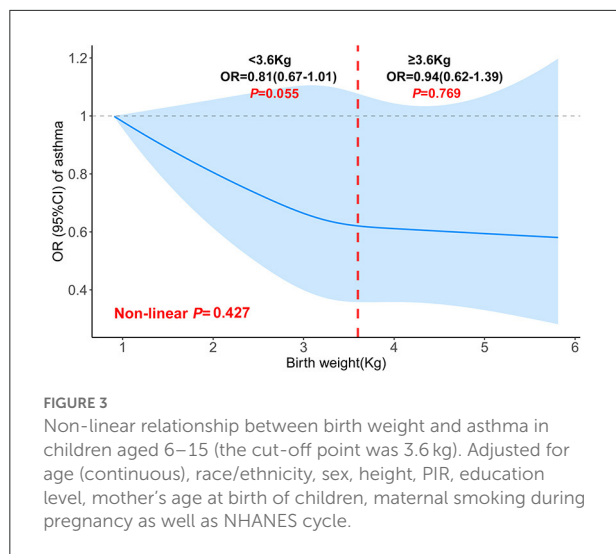 <3.6Kg
OR=0.81(0.67-1.01)
P=0.055
≥3.6Kg
OR=0.94(0.62-1.39)
P=0.769
OR (95%CI) of asthma
1.2
1
0.8
0.6
0.4
Non-linear P=0.427
1 2 3 4 5 6
Birth weight(Kg)
FIGURE 3
Non-linear relationship between birth weight and asthma in
children aged 6–15 (the cut-off point was 3.6 kg). Adjusted for
age (continuous), race/ethnicity, sex, height, PIR, education
level, mother's age at birth of children, maternal smoking during
pregnancy as well as NHANES cycle.